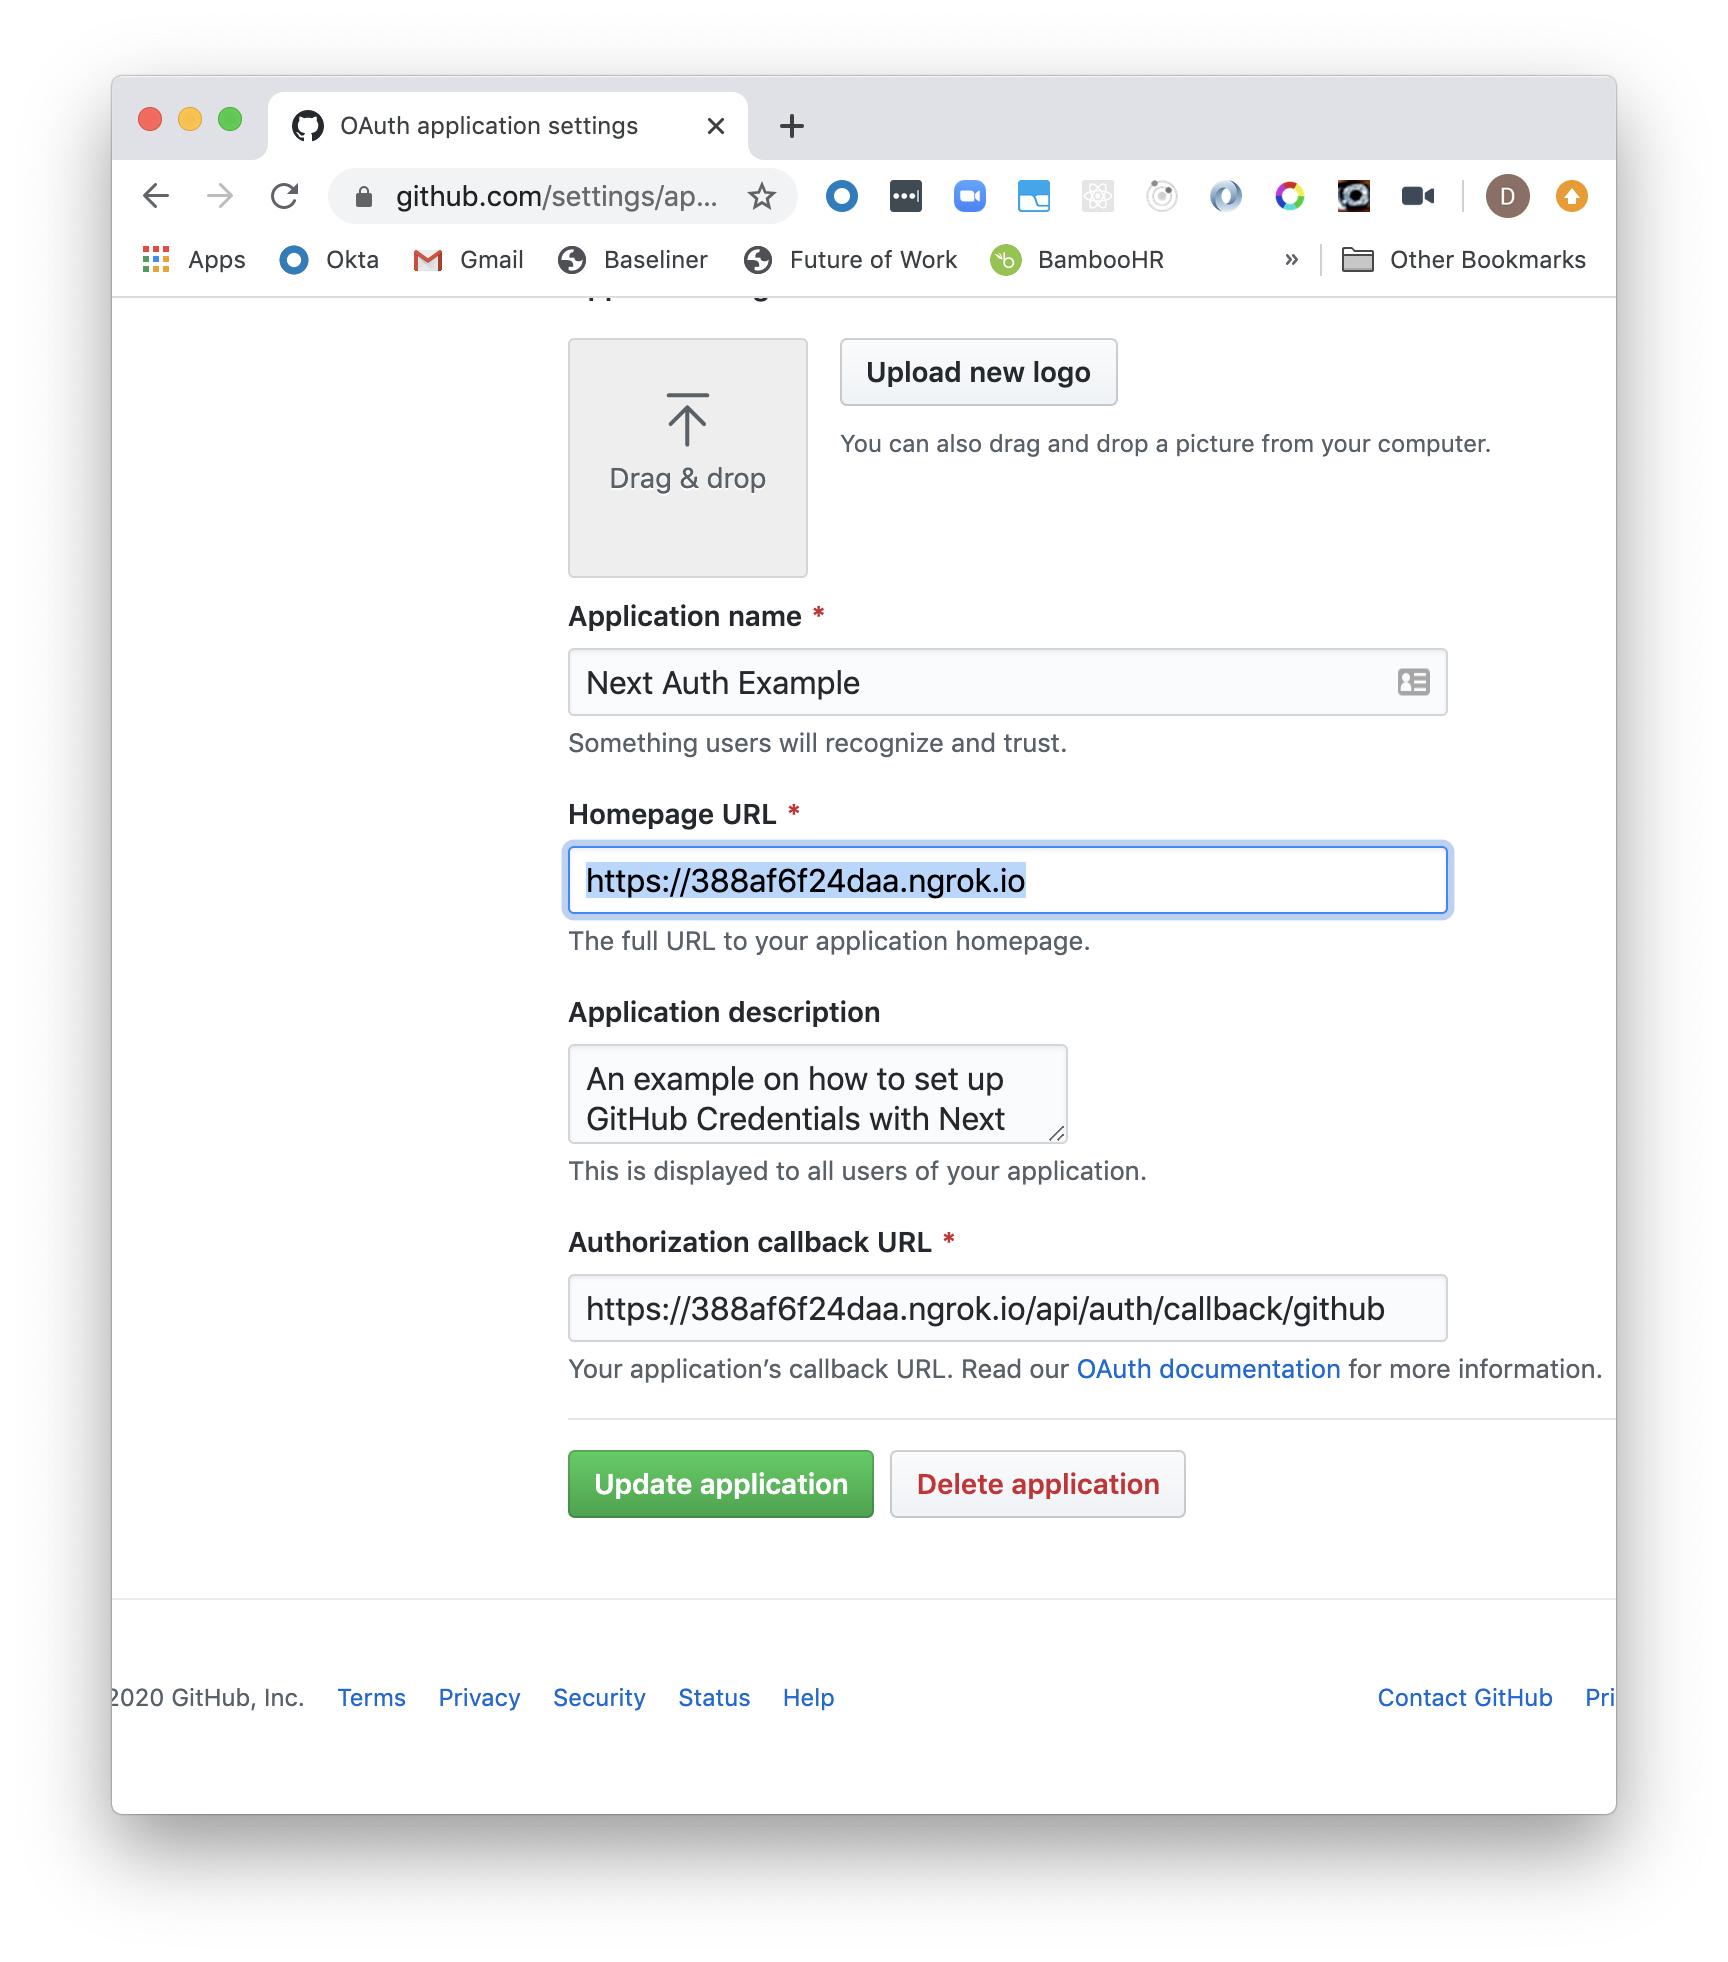 OAuth application settings
github.com/settings/ap...
D
Apps Okta Gmail Baseliner Future of Work BambooHR » Other Bookmarks
Upload new logo
You can also drag and drop a picture from your computer.
Drag & drop
Application name *
Next Auth Example
Something users will recognize and trust.
Homepage URL *
https://388af6f24daa.ngrok.io
The full URL to your application homepage.
Application description
An example on how to set up
GitHub Credentials with Next
This is displayed to all users of your application.
Authorization callback URL *
https://388af6f24daa.ngrok.io/api/auth/callback/github
Your application’s callback URL. Read our OAuth documentation for more information.
Update application Delete application
2020 GitHub, Inc. Terms Privacy Security Status Help Contact GitHub Pri